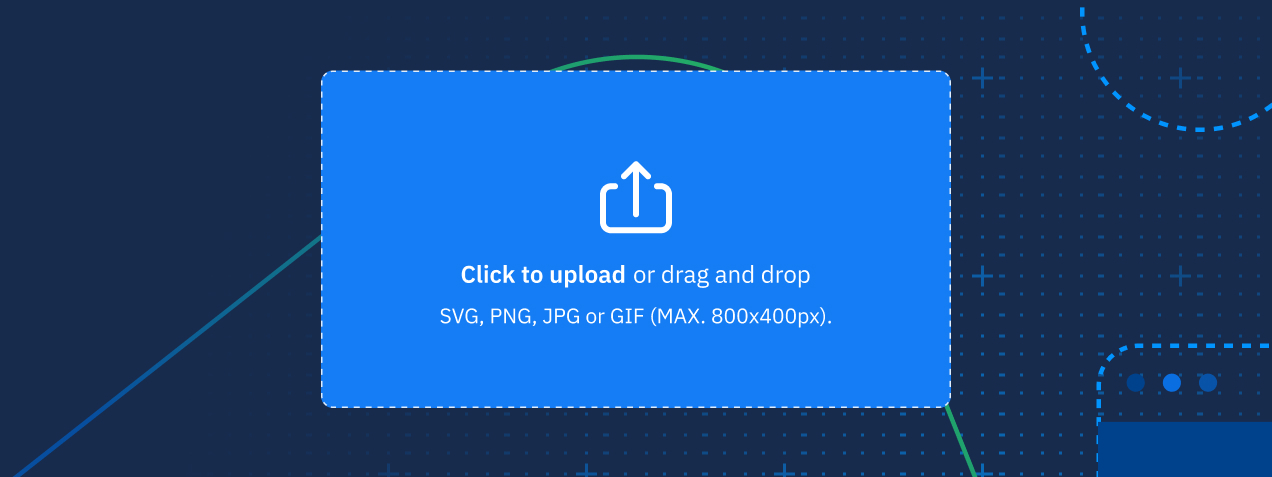 Click to upload or drag and drop
SVG, PNG, JPG or GIF (MAX. 800x400px).